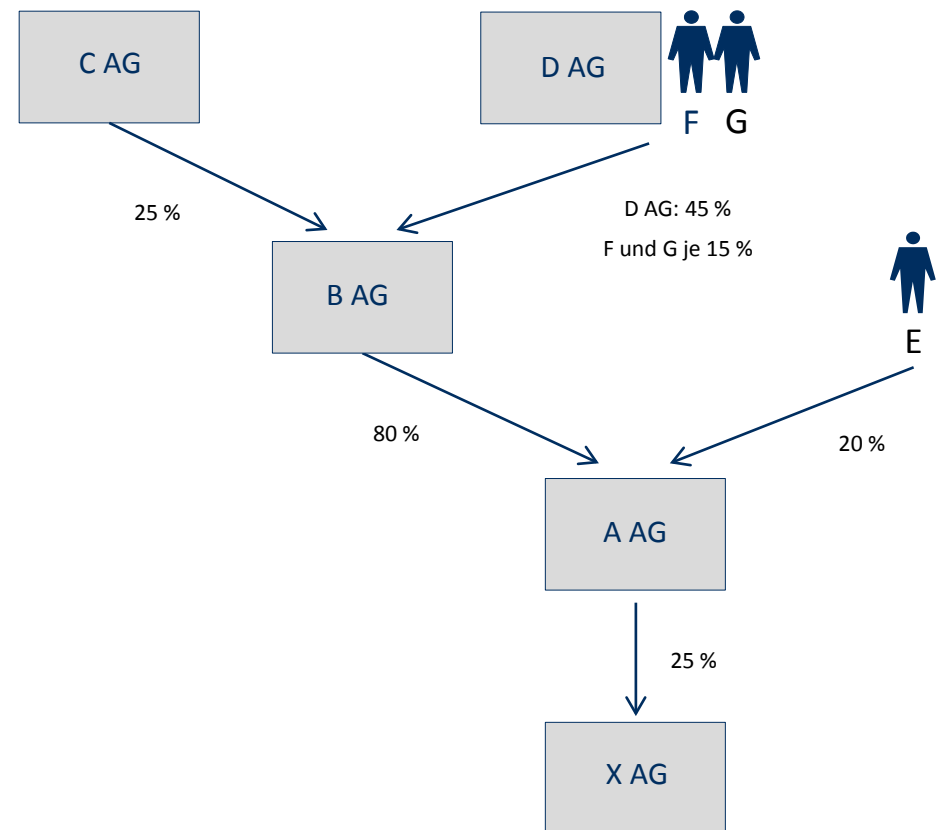 C AG
D AG
F G
25 %
D AG: 45 %
F und G je 15 %
B AG
E
80 %
20 %
A AG
25 %
X AG